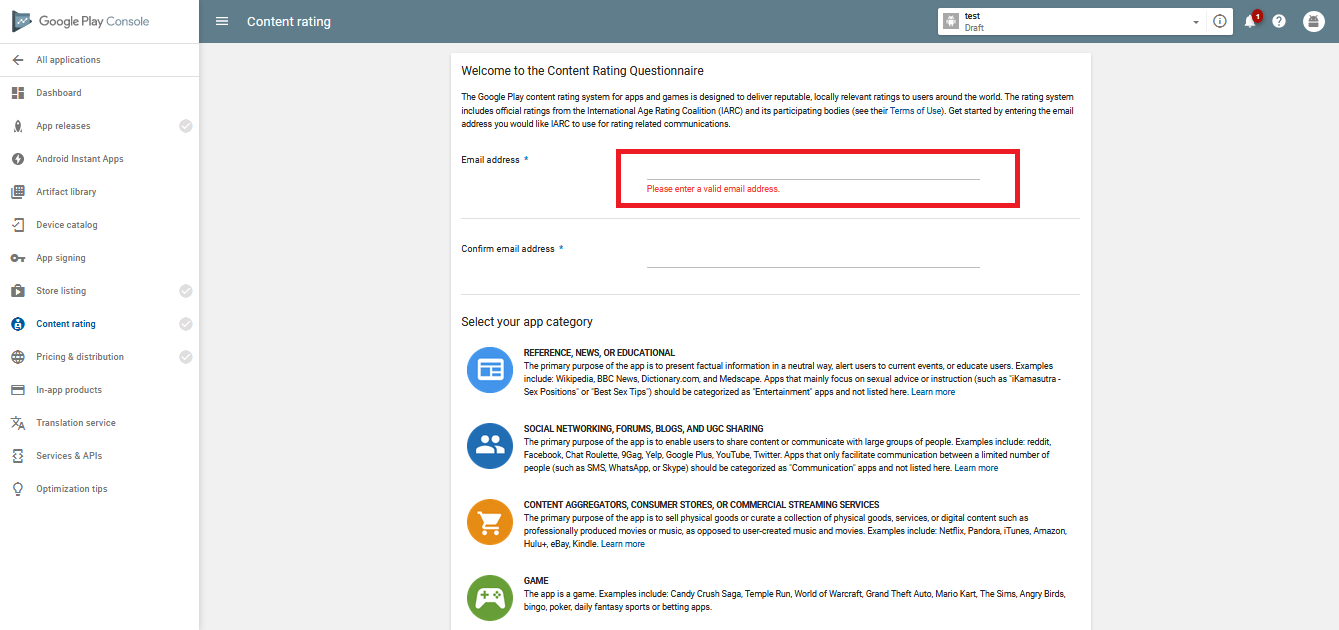 Google Play Console
Content rating
test
Draft
1
All applications
Dashboard
App releases
Android Instant Apps
Artifact library
Device catalog
App signing
Store listing
Content rating
Pricing & distribution
In-app products
Translation service
Services & APIs
Optimization tips
Welcome to the Content Rating Questionnaire
The Google Play content rating system for apps and games is designed to deliver reputable, locally relevant ratings to users around the world. The rating system
includes official ratings from the International Age Rating Coalition (IARC) and its participating bodies (see their Terms of Use). Get started by entering the email
address you would like IARC to use for rating related communications.
Email address *
Please enter a valid email address.
Confirm email address *
Select your app category
REFERENCE, NEWS, OR EDUCATIONAL
The primary purpose of the app is to present factual information in a neutral way, alert users to current events, or educate users. Examples
include: Wikipedia, BBC News, Dictionary.com, and Medscape. Apps that mainly focus on sexual advice or instruction (such as "iKamasutra -
Sex Positions" or "Best Sex Tips") should be categorized as "Entertainment" apps and not listed here. Learn more
SOCIAL NETWORKING, FORUMS, BLOGS, AND UGC SHARING
The primary purpose of the app is to enable users to share content or communicate with large groups of people. Examples include: reddit,
Facebook, Chat Roulette, 9Gag, Yelp, Google Plus, YouTube, Twitter. Apps that only facilitate communication between a limited number of
people (such as SMS, WhatsApp, or Skype) should be categorized as "Communication" apps and not listed here. Learn more
CONTENT AGGREGATORS, CONSUMER STORES, OR COMMERCIAL STREAMING SERVICES
The primary purpose of the app is to sell physical goods or curate a collection of physical goods, services, or digital content such as
professionally produced movies or music, as opposed to user-created music and movies. Examples include: Netflix, Pandora, iTunes, Amazon,
Hulu+, eBay, Kindle. Learn more
GAME
The app is a game. Examples include: Candy Crush Saga, Temple Run, World of Warcraft, Grand Theft Auto, Mario Kart, The Sims, Angry Birds,
bingo, poker, daily fantasy sports or betting apps.